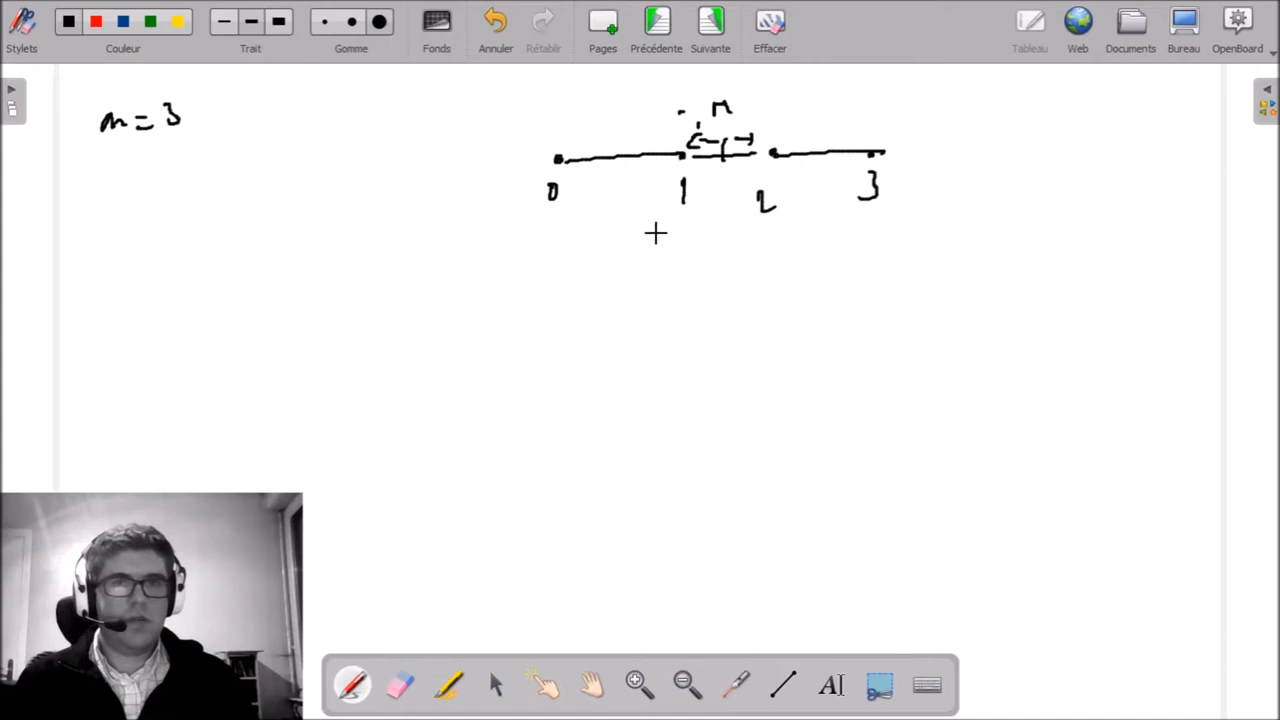 Stylets Couleur Trait Gomme Fonds Annuler Rétablir Pages Précédente Suivante Effacer Tableau Web Documents Bureau OpenBoard
m = 3
0 1 2 3
AI